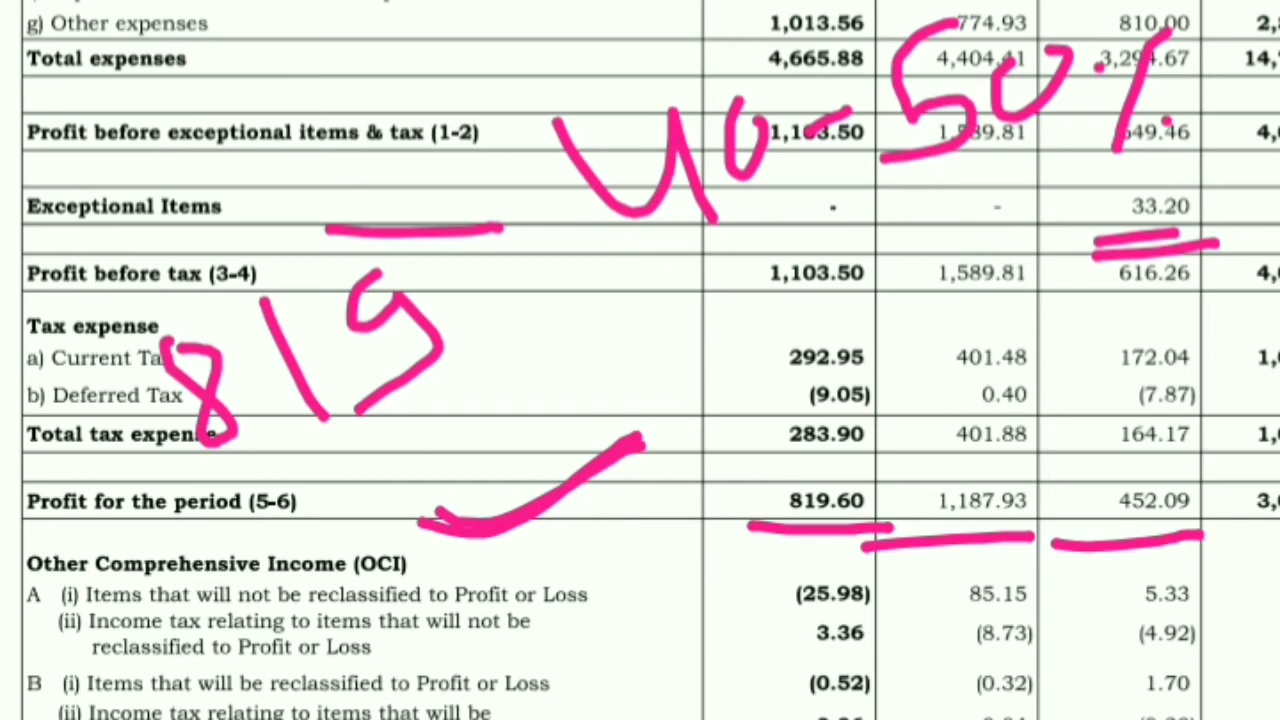 g) Other expenses 1,013.56 774.93 810.00 2,
Total expenses 4,665.88 4,404.41 3,294.67 14,
40-50%
Profit before exceptional items & tax (1-2) 1,103.50 1,589.81 649.46 4,
Exceptional Items - - 33.20
Profit before tax (3-4) 1,103.50 1,589.81 616.26 4,
819
Tax expense
a) Current Ta 292.95 401.48 172.04 1,
b) Deferred Tax (9.05) 0.40 (7.87)
Total tax expense 283.90 401.88 164.17 1,
Profit for the period (5-6) 819.60 1,187.93 452.09 3,
Other Comprehensive Income (OCI)
A (i) Items that will not be reclassified to Profit or Loss (25.98) 85.15 5.33
(ii) Income tax relating to items that will not be
reclassified to Profit or Loss 3.36 (8.73) (4.92)
B (i) Items that will be reclassified to Profit or Loss (0.52) (0.32) 1.70
(ii) Income tax relating to items that will be